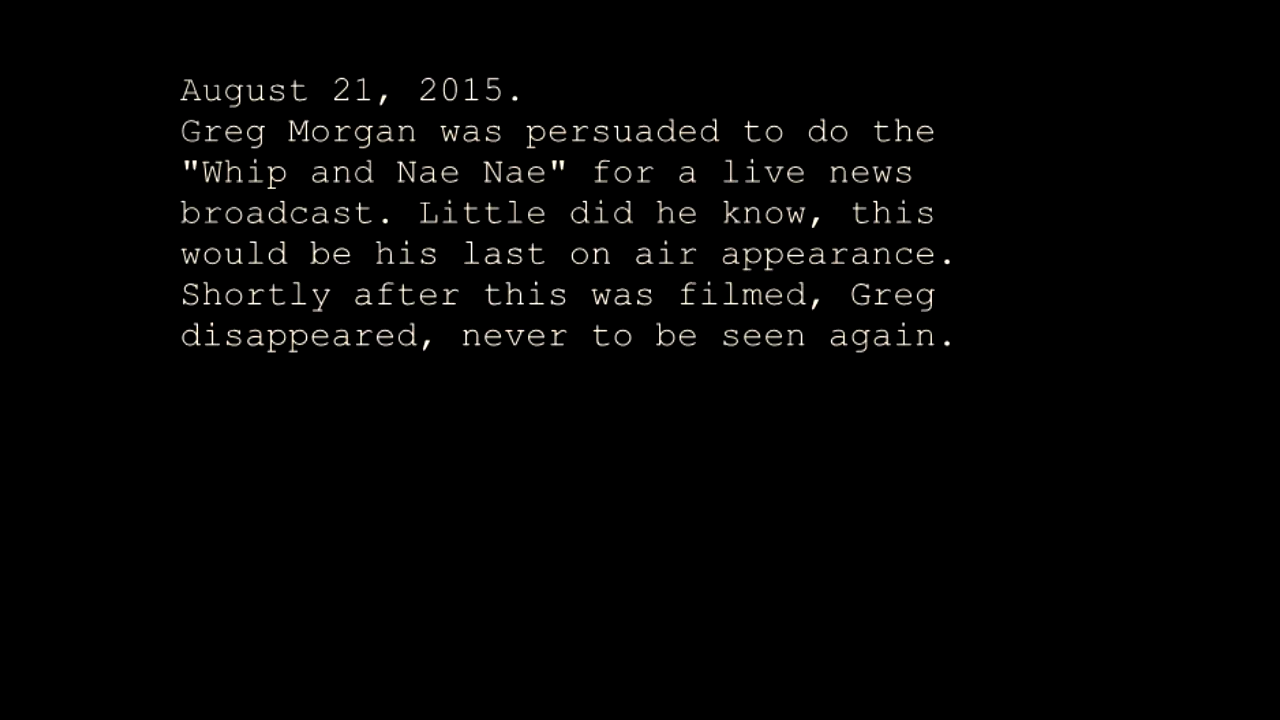 August 21, 2015.
Greg Morgan was persuaded to do the
"Whip and Nae Nae" for a live news
broadcast. Little did he know, this
would be his last on air appearance.
Shortly after this was filmed, Greg
disappeared, never to be seen again.